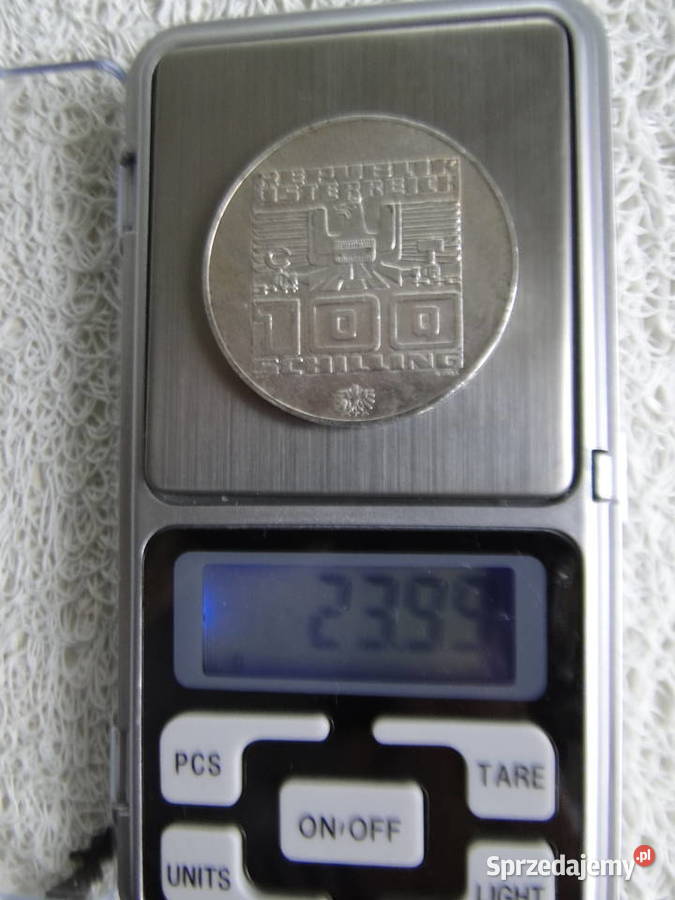 REPUBLIK
ÖSTERREICH
100
SCHILLING
23.99
PCS
TARE
ON/OFF
UNITS
LIGHT
Sprzedajemy.pl